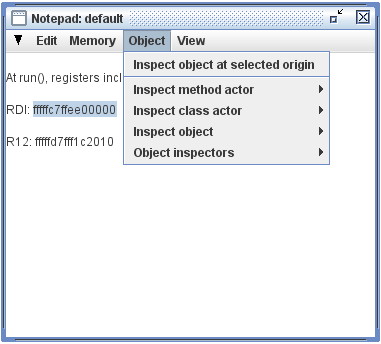 Notepad: default
Edit Memory Object View
Inspect object at selected origin
At run(), registers incl
Inspect method actor
RDI: fffffc7ffee00000
Inspect class actor
Inspect object
R12: fffffd7fff1c2010
Object inspectors